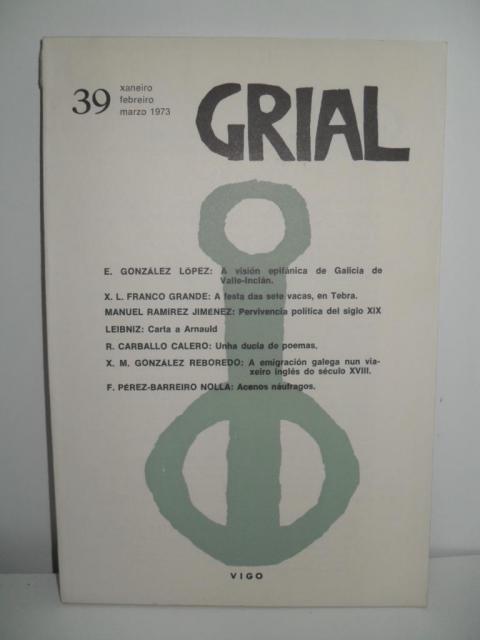 39
xaneiro
febreiro
marzo 1973
GRIAL
E. GONZÁLEZ LÓPEZ: A visión epifánica de Galicia de
Valle-Inclán.
X. L. FRANCO GRANDE: A festa das sete vacas, en Tebra.
MANUEL RAMÍREZ JIMÉNEZ: Pervivencia política del siglo XIX
LEIBNIZ: Carta a Arnauld
R. CARBALLO CALERO: Unha ducia de poemas,
X. M. GONZÁLEZ REBOREDO: A emigración galega nun via-
xeiro inglés do século XVIII.
F. PÉREZ-BARREIRO NOLLA: Acenos náufragos.
VIGO